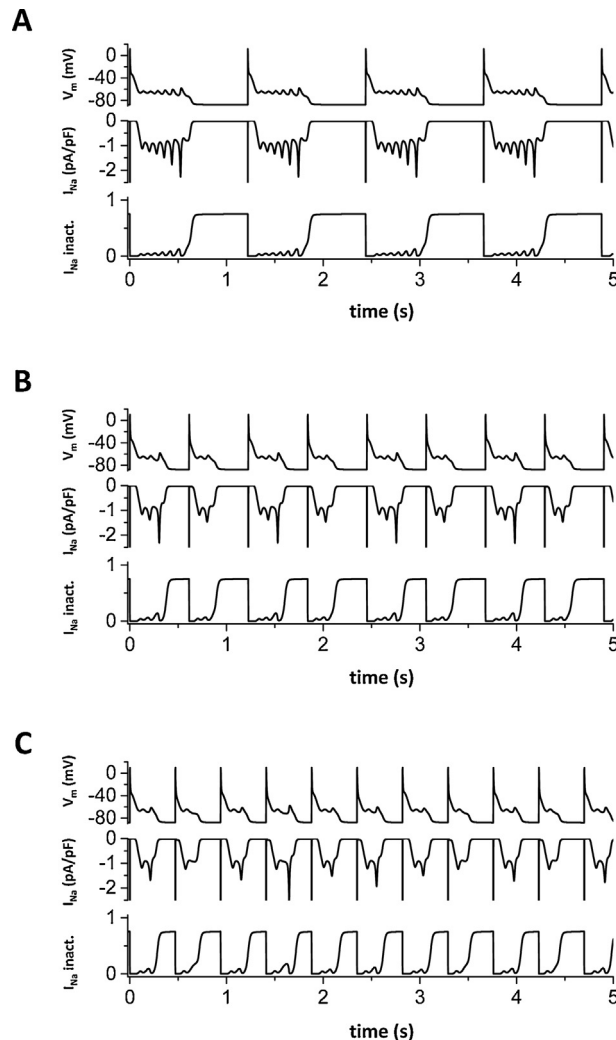 A
Vm (mV)
0
-40
-80
INa (pA/pF)
0
-1
-2
INa inact.
1
0
0 1 2 3 4 5
time (s)
B
Vm (mV)
0
-40
-80
INa (pA/pF)
0
-1
-2
INa inact.
1
0
0 1 2 3 4 5
time (s)
C
Vm (mV)
0
-40
-80
INa (pA/pF)
0
-1
-2
INa inact.
1
0
0 1 2 3 4 5
time (s)